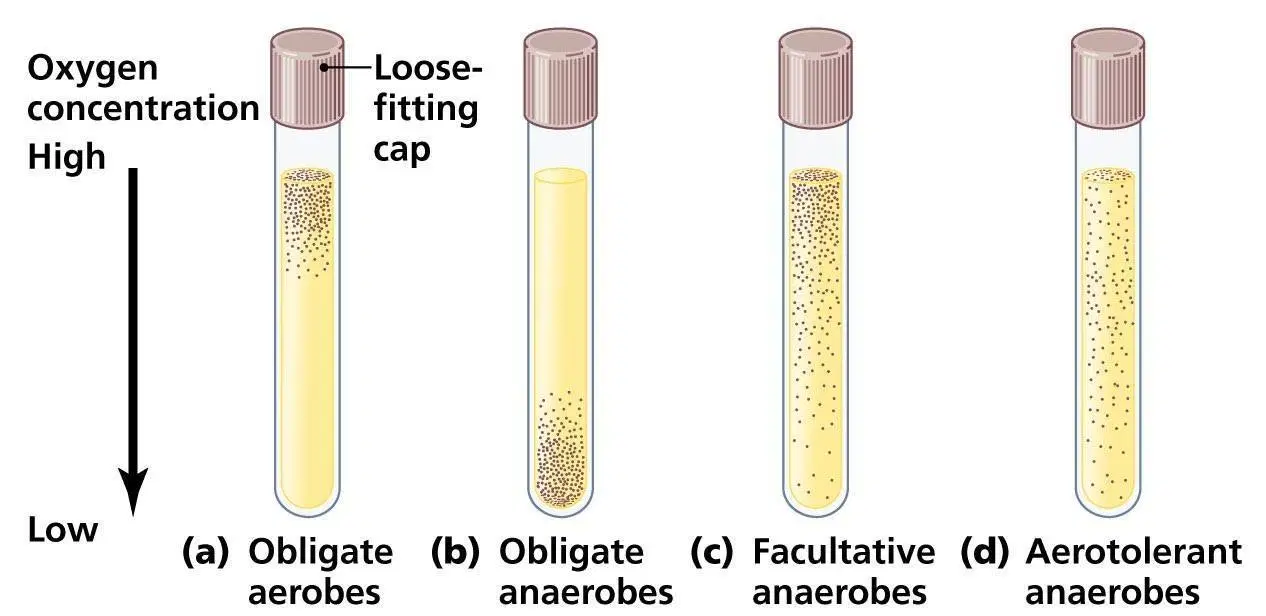 Oxygen
concentration
High
Loose-
fitting
cap
Low
(a) Obligate
aerobes
(b) Obligate
anaerobes
(c) Facultative
anaerobes
(d) Aerotolerant
anaerobes